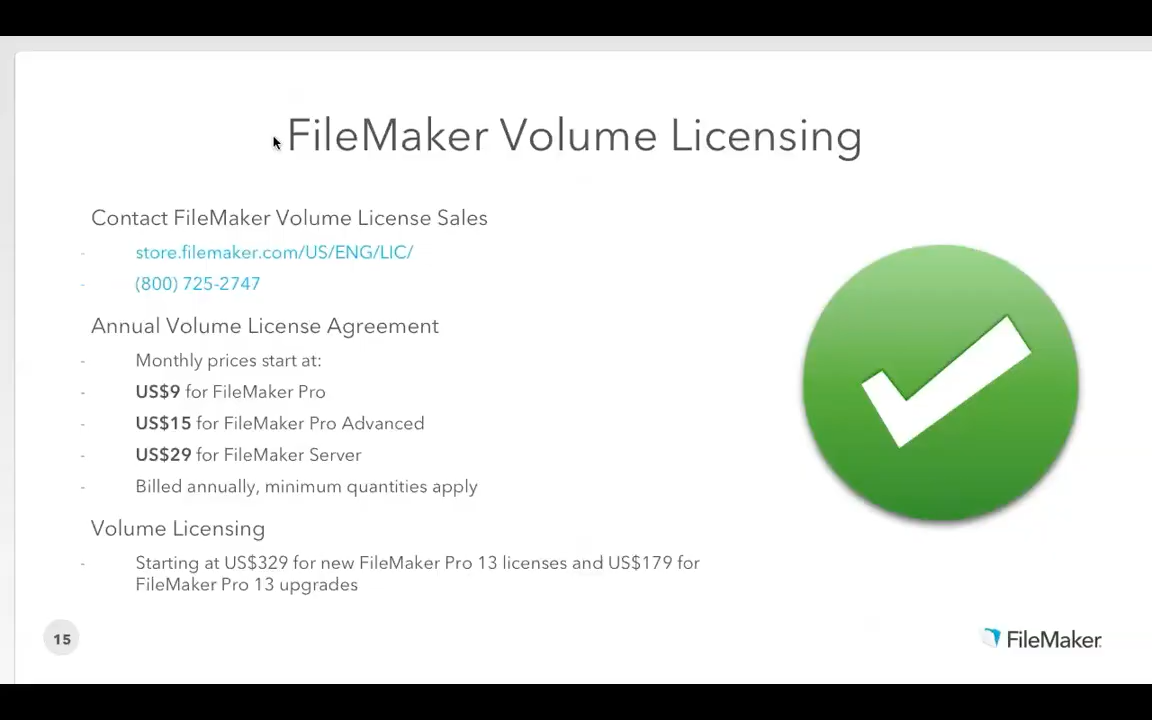 FileMaker Volume Licensing
Contact FileMaker Volume License Sales
- store.filemaker.com/US/ENG/LIC/
- (800) 725-2747
Annual Volume License Agreement
- Monthly prices start at:
- US$9 for FileMaker Pro
- US$15 for FileMaker Pro Advanced
- US$29 for FileMaker Server
- Billed annually, minimum quantities apply
Volume Licensing
- Starting at US$329 for new FileMaker Pro 13 licenses and US$179 for
FileMaker Pro 13 upgrades
15
FileMaker.